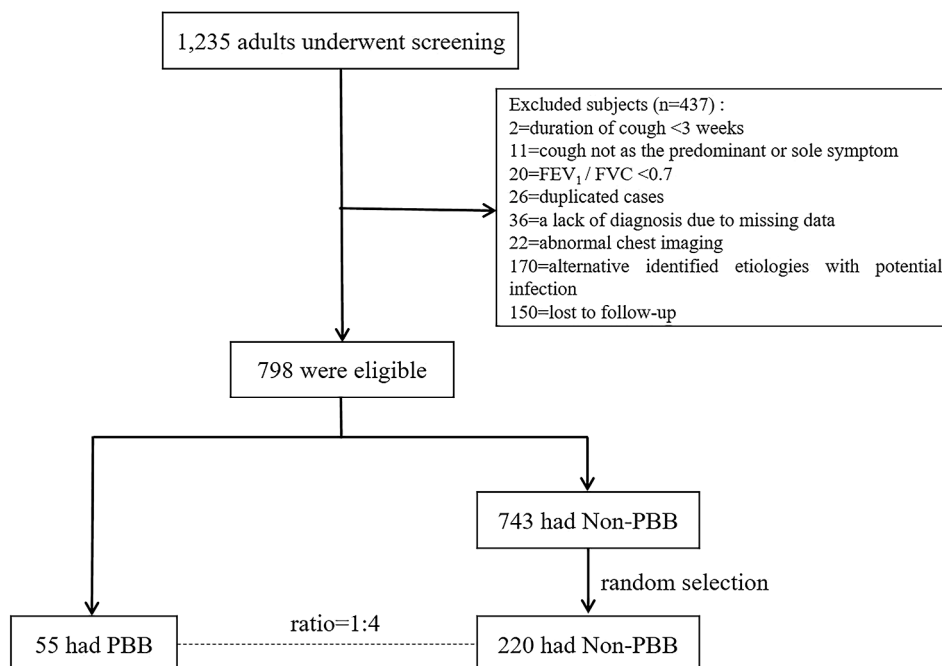 1,235 adults underwent screening
Excluded subjects (n=437) :
2=duration of cough <3 weeks
11=cough not as the predominant or sole symptom
20=FEV₁ / FVC <0.7
26=duplicated cases
36=a lack of diagnosis due to missing data
22=abnormal chest imaging
170=alternative identified etiologies with potential
infection
150=lost to follow-up
798 were eligible
743 had Non-PBB
random selection
55 had PBB
ratio=1:4
220 had Non-PBB